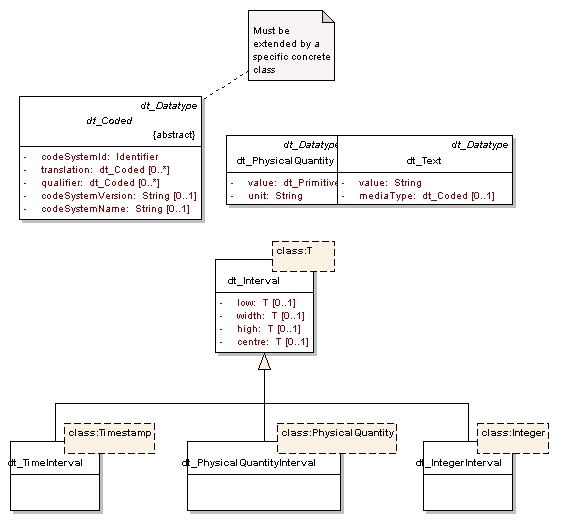 Must be
extended by a
specific concrete
class
dt_Datatype
dt_Coded
{abstract}
- codeSystemId: Identifier
- translation: dt_Coded [0..*]
- qualifier: dt_Coded [0..*]
- codeSystemVersion: String [0..1]
- codeSystemName: String [0..1]
dt_Datatype
dt_PhysicalQuantity
- value: dt_Primitive
- unit: String
dt_Datatype
dt_Text
- value: String
- mediaType: dt_Coded [0..1]
class:T
dt_Interval
- low: T [0..1]
- width: T [0..1]
- high: T [0..1]
- centre: T [0..1]
class:Timestamp
dt_TimeInterval
class:PhysicalQuantity
dt_PhysicalQuantityInterval
class:Integer
dt_IntegerInterval